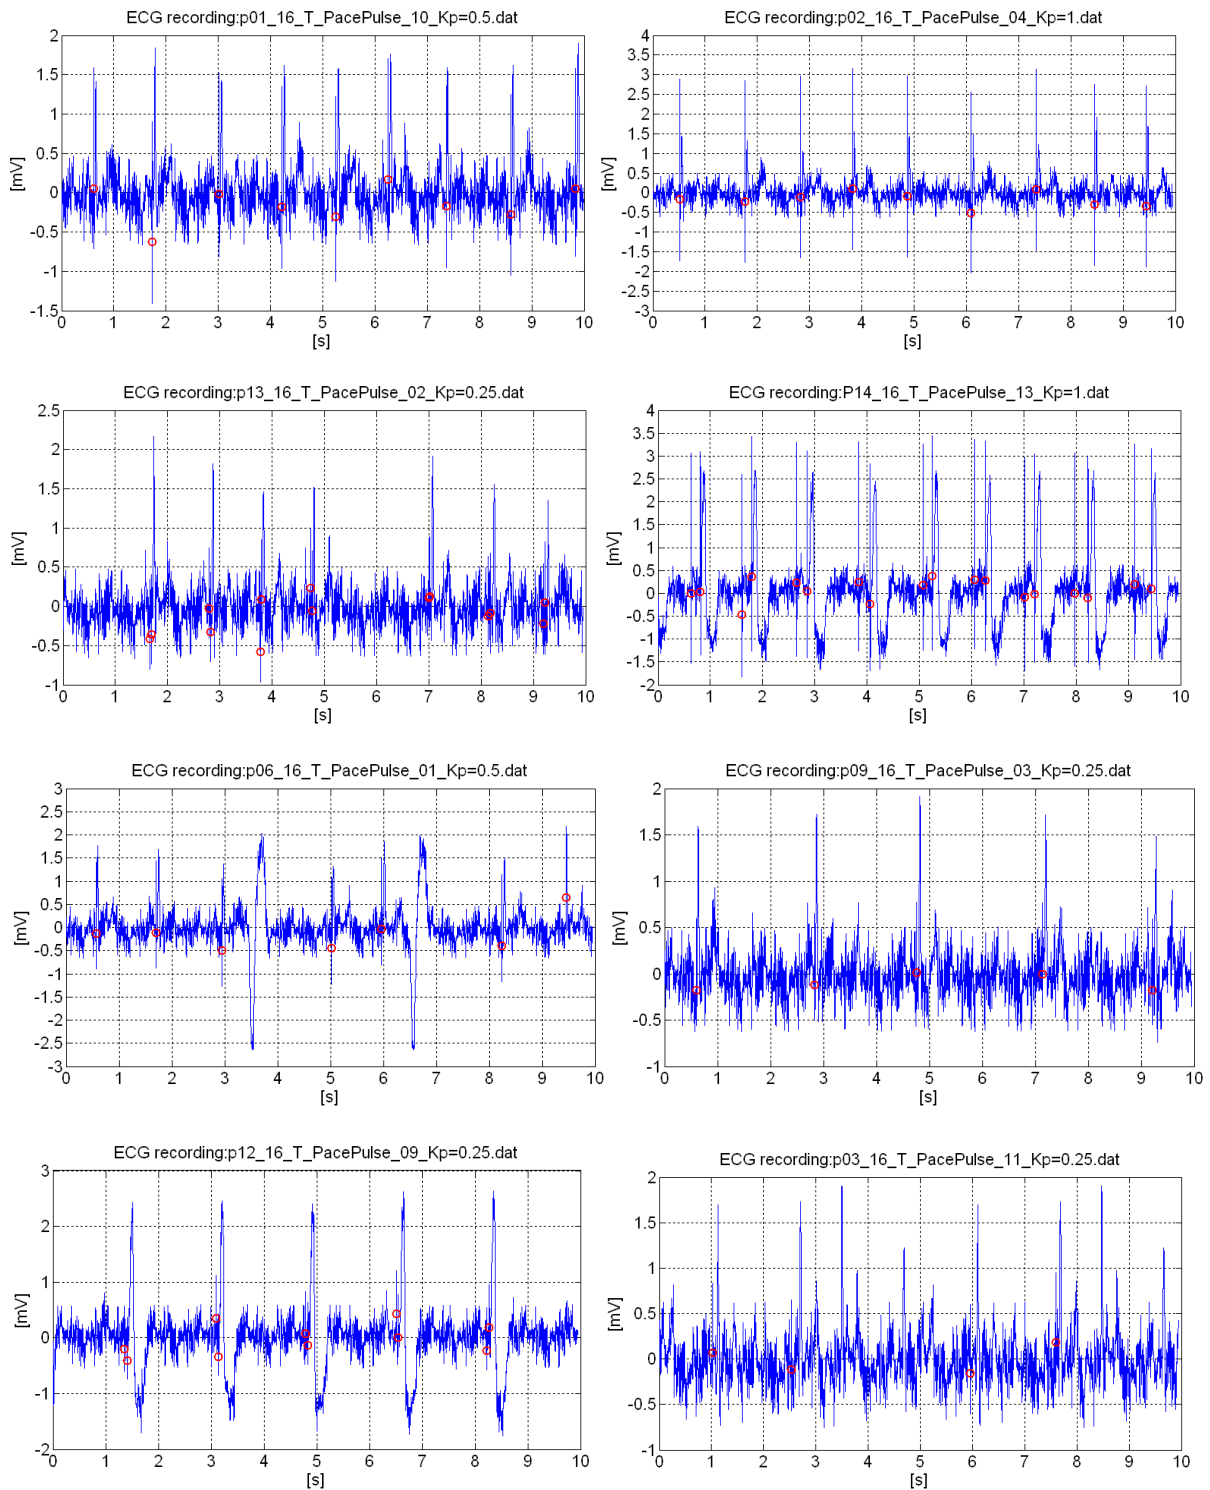 ECG recording:p01_16_T_PacePulse_10_Kp=0.5.dat
2
1.5
1
0.5
0
-0.5
-1
-1.5
[mV]
0 1 2 3 4 5 6 7 8 9 10
[s]
ECG recording:p02_16_T_PacePulse_04_Kp=1.dat
4
3.5
3
2.5
2
1.5
1
0.5
0
-0.5
-1
-1.5
-2
-2.5
-3
[mV]
0 1 2 3 4 5 6 7 8 9 10
[s]
ECG recording:p13_16_T_PacePulse_02_Kp=0.25.dat
2.5
2
1.5
1
0.5
0
-0.5
-1
[mV]
0 1 2 3 4 5 6 7 8 9 10
[s]
ECG recording:P14_16_T_PacePulse_13_Kp=1.dat
4
3.5
3
2.5
2
1.5
1
0.5
0
-0.5
-1
-1.5
-2
[mV]
0 1 2 3 4 5 6 7 8 9 10
[s]
ECG recording:p06_16_T_PacePulse_01_Kp=0.5.dat
3
2.5
2
1.5
1
0.5
0
-0.5
-1
-1.5
-2
-2.5
-3
[mV]
0 1 2 3 4 5 6 7 8 9 10
[s]
ECG recording:p09_16_T_PacePulse_03_Kp=0.25.dat
2
1.5
1
0.5
0
-0.5
-1
[mV]
0 1 2 3 4 5 6 7 8 9 10
[s]
ECG recording:p12_16_T_PacePulse_09_Kp=0.25.dat
3
2
1
0
-1
-2
[mV]
0 1 2 3 4 5 6 7 8 9 10
[s]
ECG recording:p03_16_T_PacePulse_11_Kp=0.25.dat
2
1.5
1
0.5
0
-0.5
-1
[mV]
0 1 2 3 4 5 6 7 8 9 10
[s]